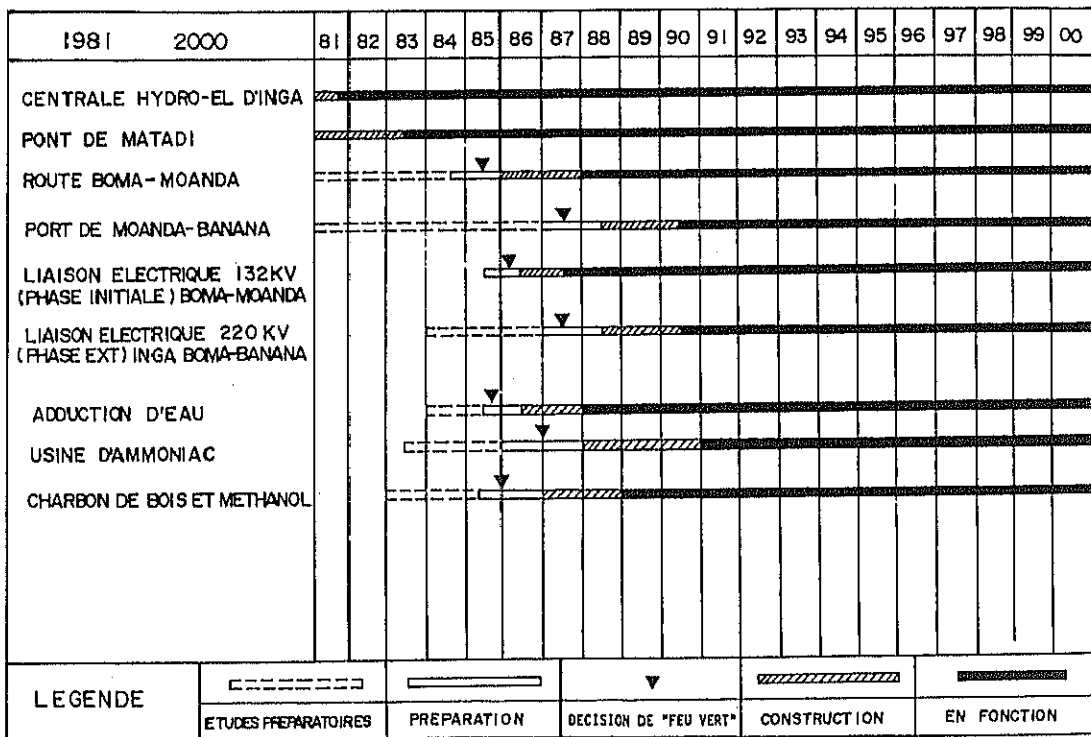 1981 2000 81 82 83 84 85 86 87 88 89 90 91 92 93 94 95 96 97 98 99 00
CENTRALE HYDRO-EL D'INGA
PONT DE MATADI
ROUTE BOMA-MOANDA
PORT DE MOANDA-BANANA
LIAISON ELECTRIQUE 132KV
(PHASE INITIALE) BOMA-MOANDA
LIAISON ELECTRIQUE 220 KV
(PHASE EXT) INGA BOMA-BANANA
ADDUCTION D'EAU
USINE D'AMMONIAC
CHARBON DE BOIS ET METHANOL
LEGENDE
ETUDES PREPARATOIRES PREPARATION DECISION DE "FEU VERT" CONSTRUCTION EN FONCTION